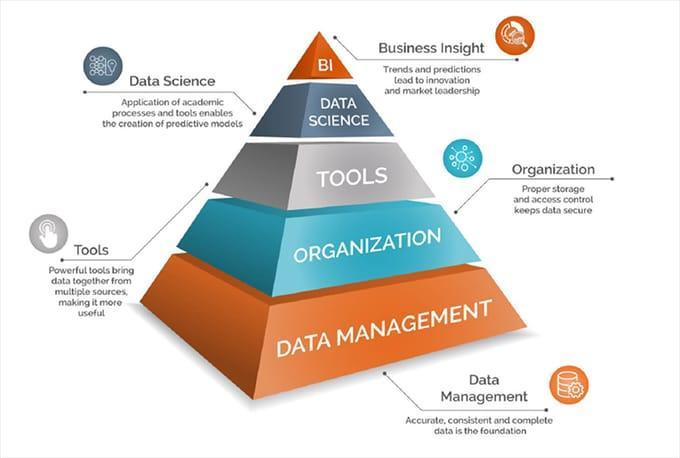 Business Insight
Trends and predictions
lead to innovation
and market leadership
BI
Data Science
Application of academic
processes and tools enables
the creation of predictive models
DATA
SCIENCE
TOOLS
Organization
Proper storage
and access control
keeps data secure
ORGANIZATION
Tools
Powerful tools bring
data together from
multiple sources,
making it more
useful
DATA MANAGEMENT
Data
Management
Accurate, consistent and complete
data is the foundation